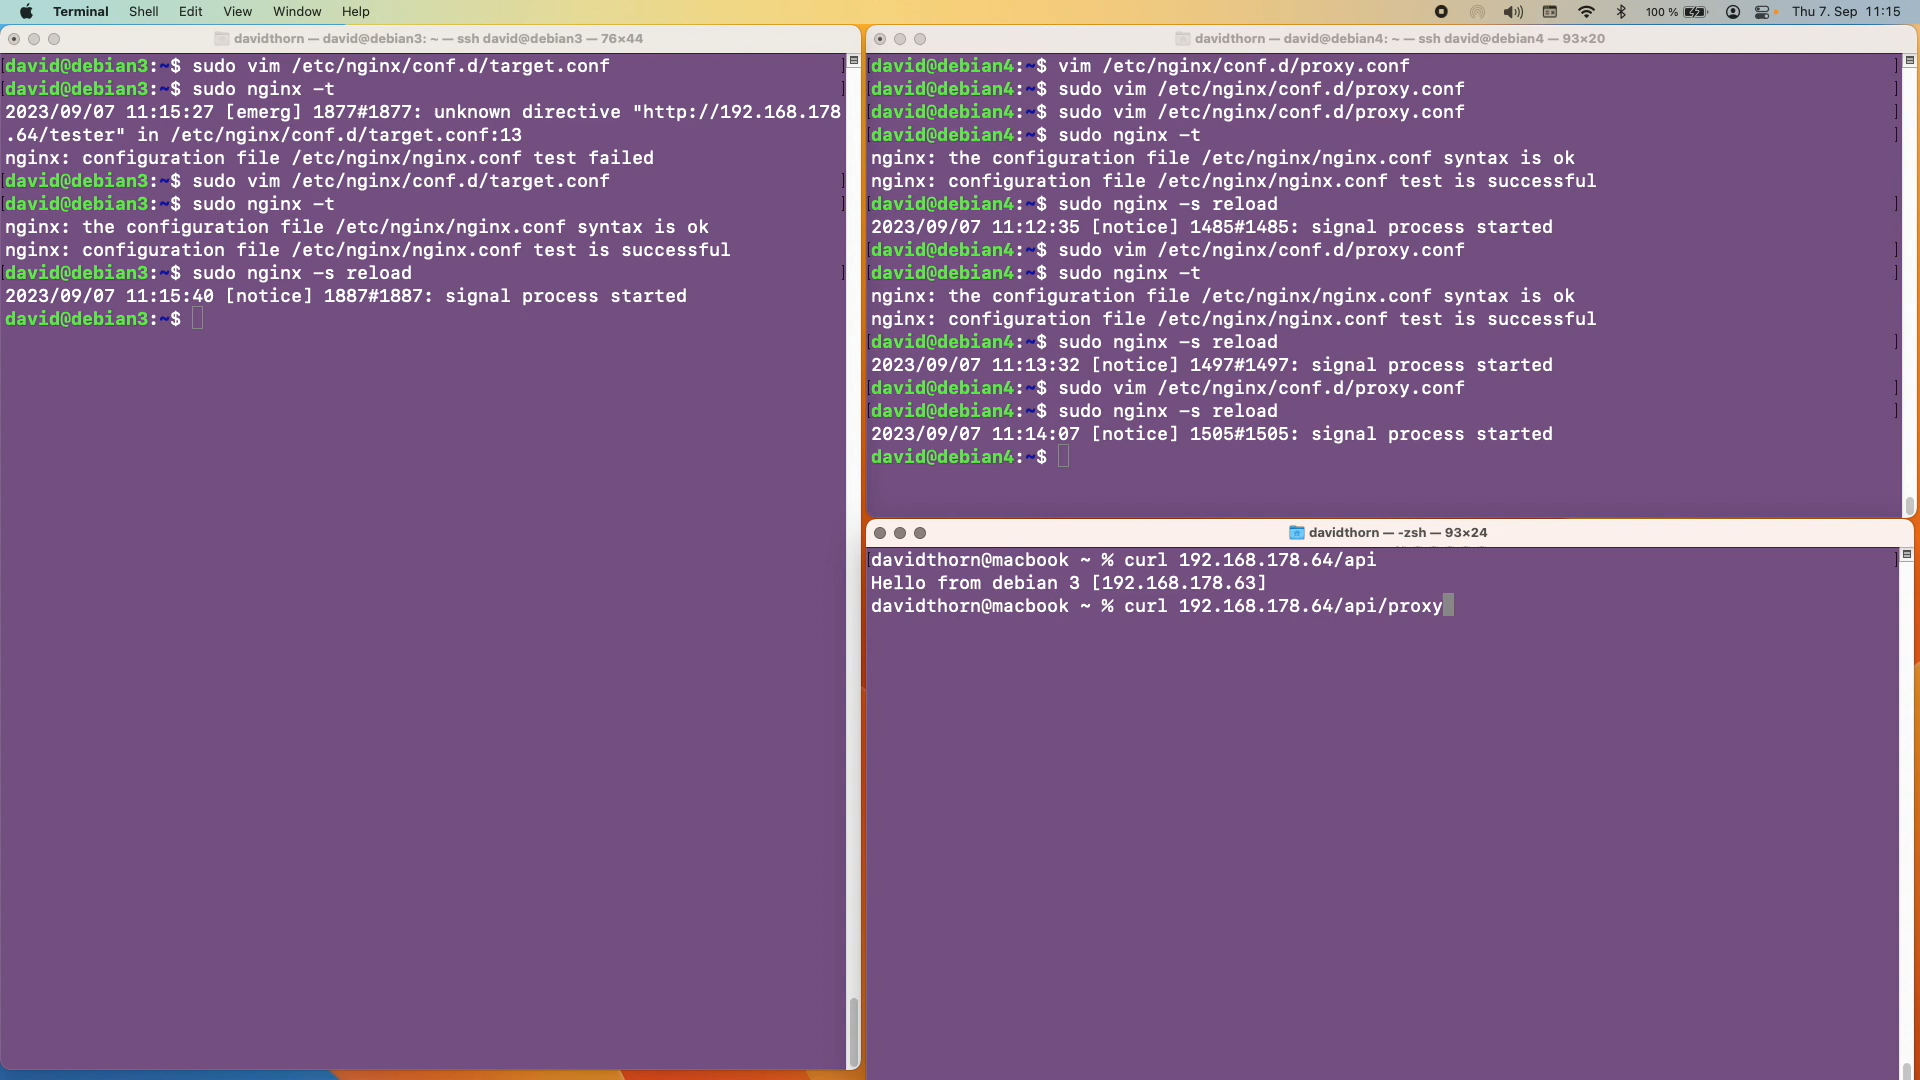 Terminal Shell Edit View Window Help 100 % Thu 7. Sep 11:15
davidthorn — david@debian3: ~ — ssh david@debian3 — 76×44
david@debian3:~$ sudo vim /etc/nginx/conf.d/target.conf
david@debian3:~$ sudo nginx -t
2023/09/07 11:15:27 [emerg] 1877#1877: unknown directive "http://192.168.178
.64/tester" in /etc/nginx/conf.d/target.conf:13
nginx: configuration file /etc/nginx/nginx.conf test failed
david@debian3:~$ sudo vim /etc/nginx/conf.d/target.conf
david@debian3:~$ sudo nginx -t
nginx: the configuration file /etc/nginx/nginx.conf syntax is ok
nginx: configuration file /etc/nginx/nginx.conf test is successful
david@debian3:~$ sudo nginx -s reload
2023/09/07 11:15:40 [notice] 1887#1887: signal process started
david@debian3:~$
davidthorn — david@debian4: ~ — ssh david@debian4 — 93×20
david@debian4:~$ vim /etc/nginx/conf.d/proxy.conf
david@debian4:~$ sudo vim /etc/nginx/conf.d/proxy.conf
david@debian4:~$ sudo vim /etc/nginx/conf.d/proxy.conf
david@debian4:~$ sudo nginx -t
nginx: the configuration file /etc/nginx/nginx.conf syntax is ok
nginx: configuration file /etc/nginx/nginx.conf test is successful
david@debian4:~$ sudo nginx -s reload
2023/09/07 11:12:35 [notice] 1485#1485: signal process started
david@debian4:~$ sudo vim /etc/nginx/conf.d/proxy.conf
david@debian4:~$ sudo nginx -t
nginx: the configuration file /etc/nginx/nginx.conf syntax is ok
nginx: configuration file /etc/nginx/nginx.conf test is successful
david@debian4:~$ sudo nginx -s reload
2023/09/07 11:13:32 [notice] 1497#1497: signal process started
david@debian4:~$ sudo vim /etc/nginx/conf.d/proxy.conf
david@debian4:~$ sudo nginx -s reload
2023/09/07 11:14:07 [notice] 1505#1505: signal process started
david@debian4:~$
davidthorn — -zsh — 93×24
davidthorn@macbook ~ % curl 192.168.178.64/api
Hello from debian 3 [192.168.178.63]
davidthorn@macbook ~ % curl 192.168.178.64/api/proxy